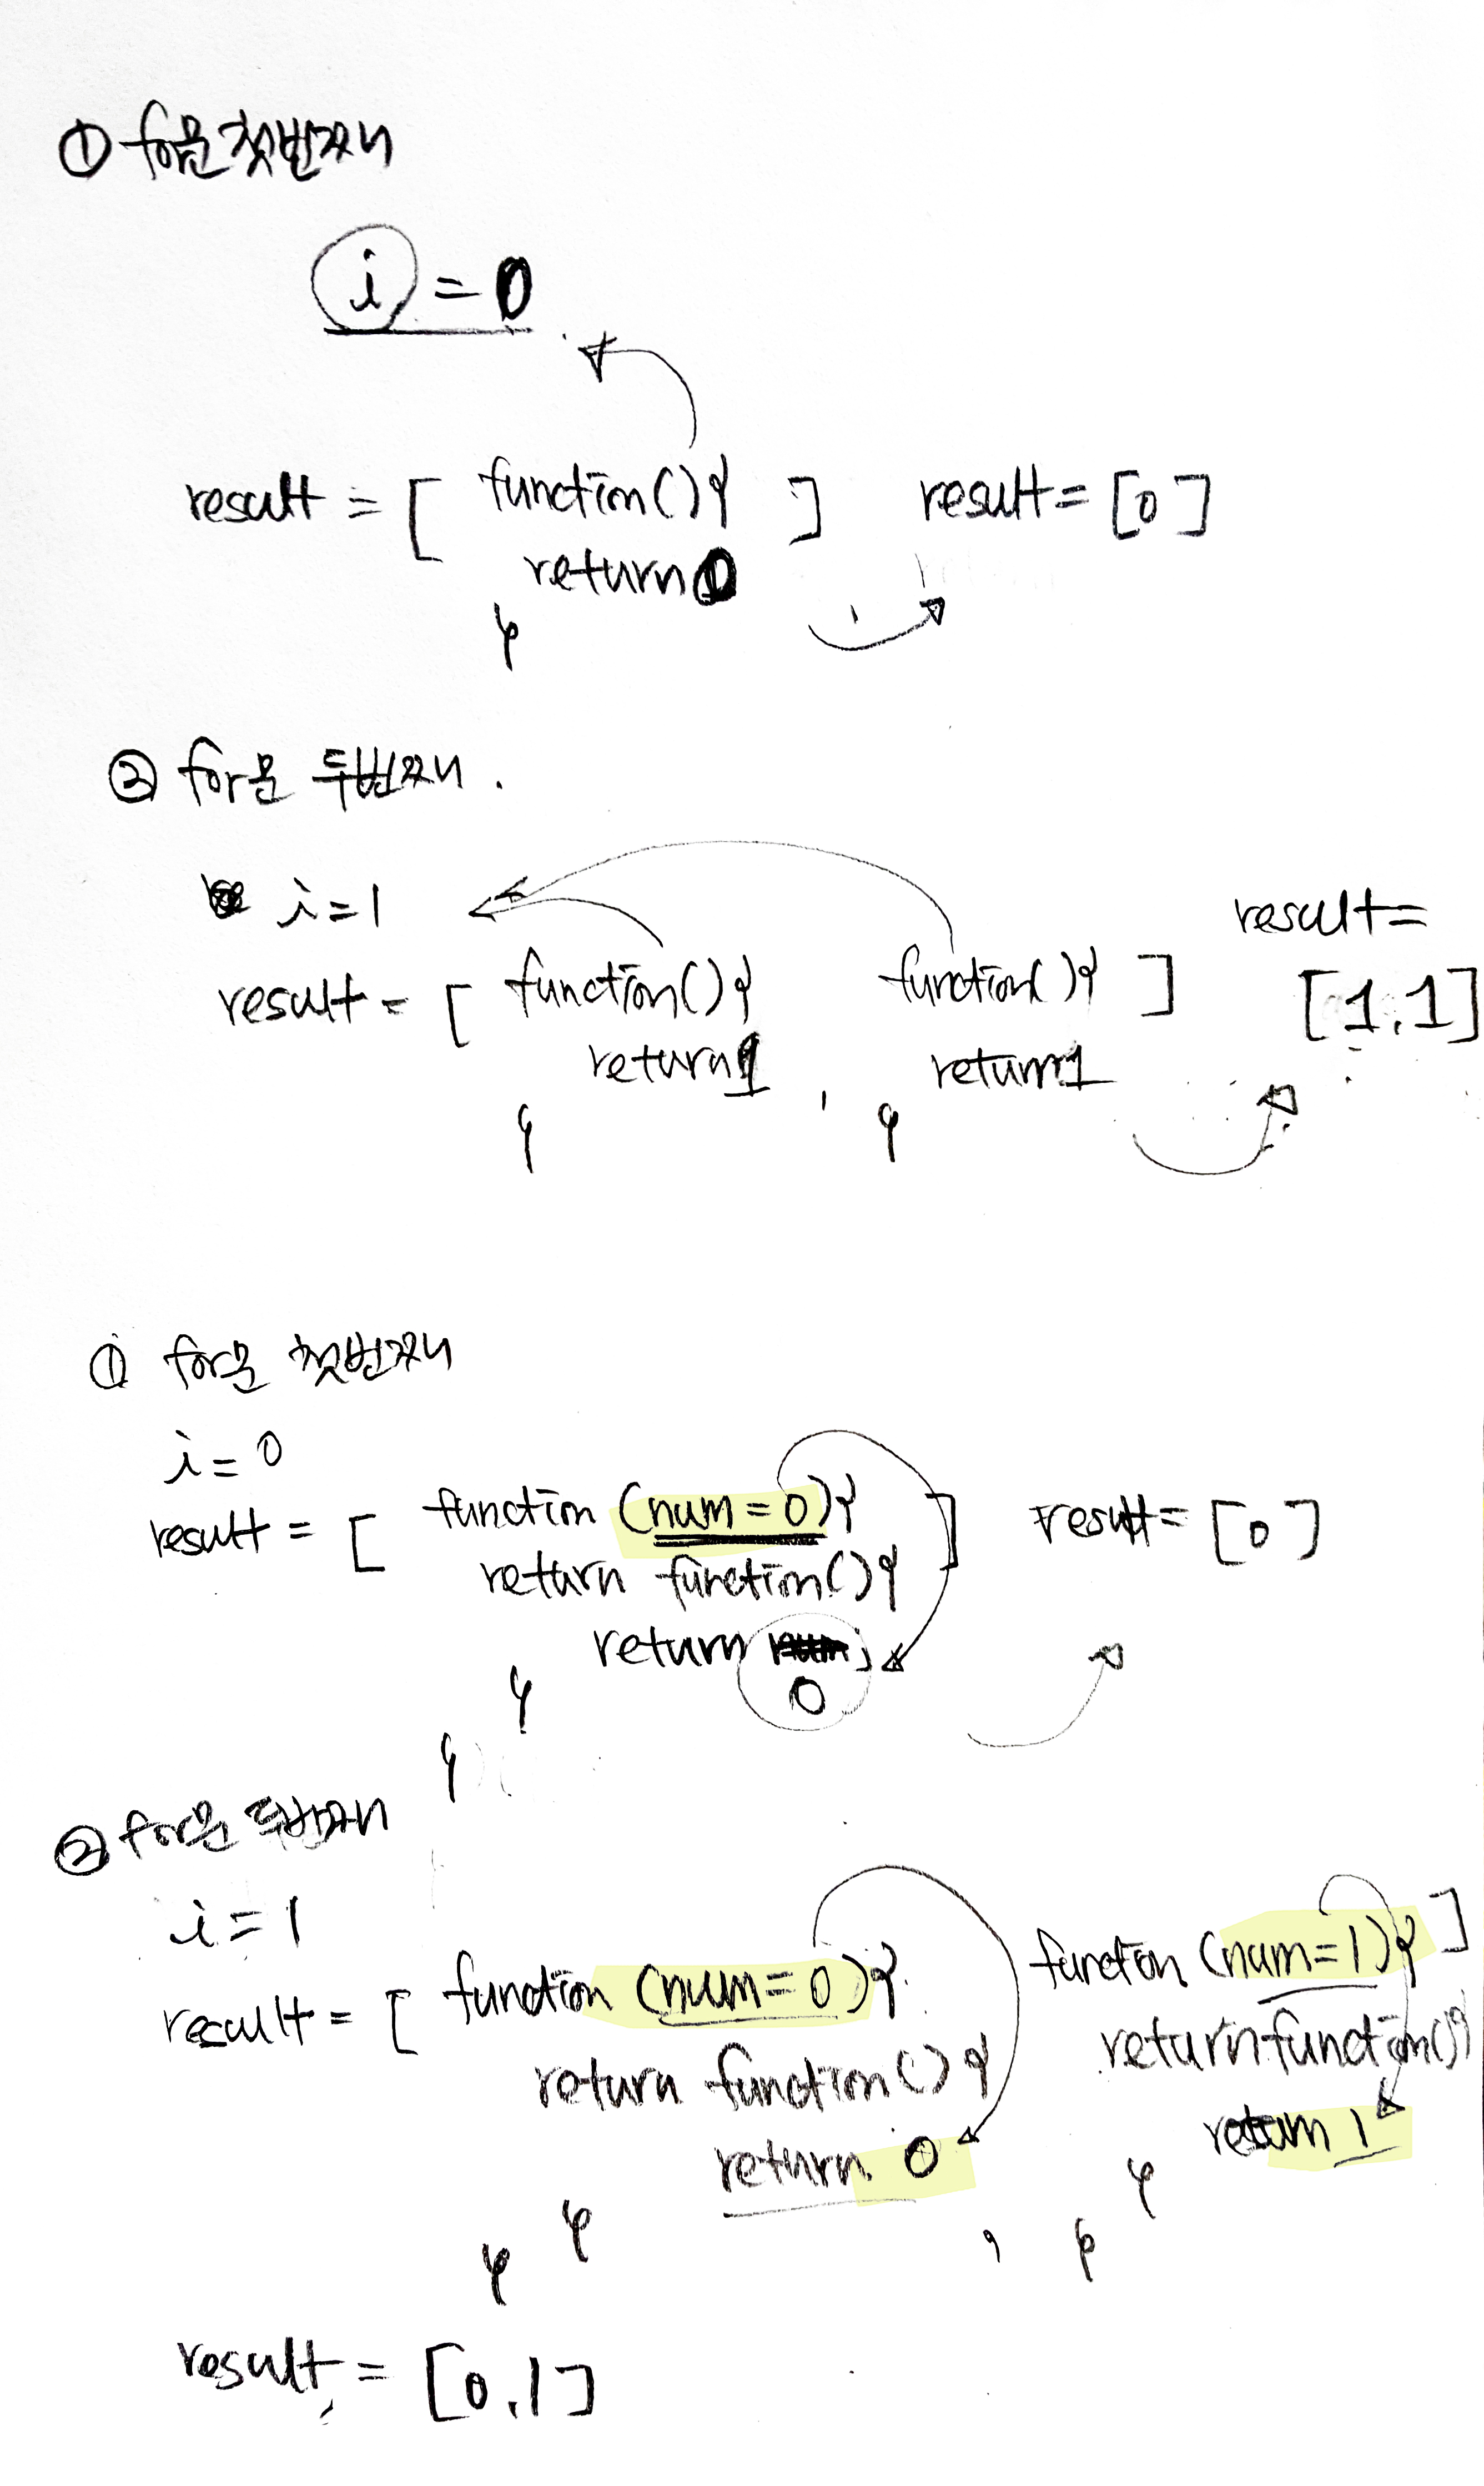 ① for문 첫번째
i = 0
result = [ function(){ ] result = [0]
return 0
}
② for문 두번째.
i=1
result = [ function(){ function(){ ] result =
return 1 , return 1 [1,1]
} }
① for문 첫번째
i = 0
result = [ function (num = 0){ ] result = [0]
return function(){
return num;
0
}
}
② for문 두번째
i = 1
result = [ function (num = 0){ function (num=1){ ]
return function(){ return function(){
return 0 return 1
} , }
} }
result = [0,1]